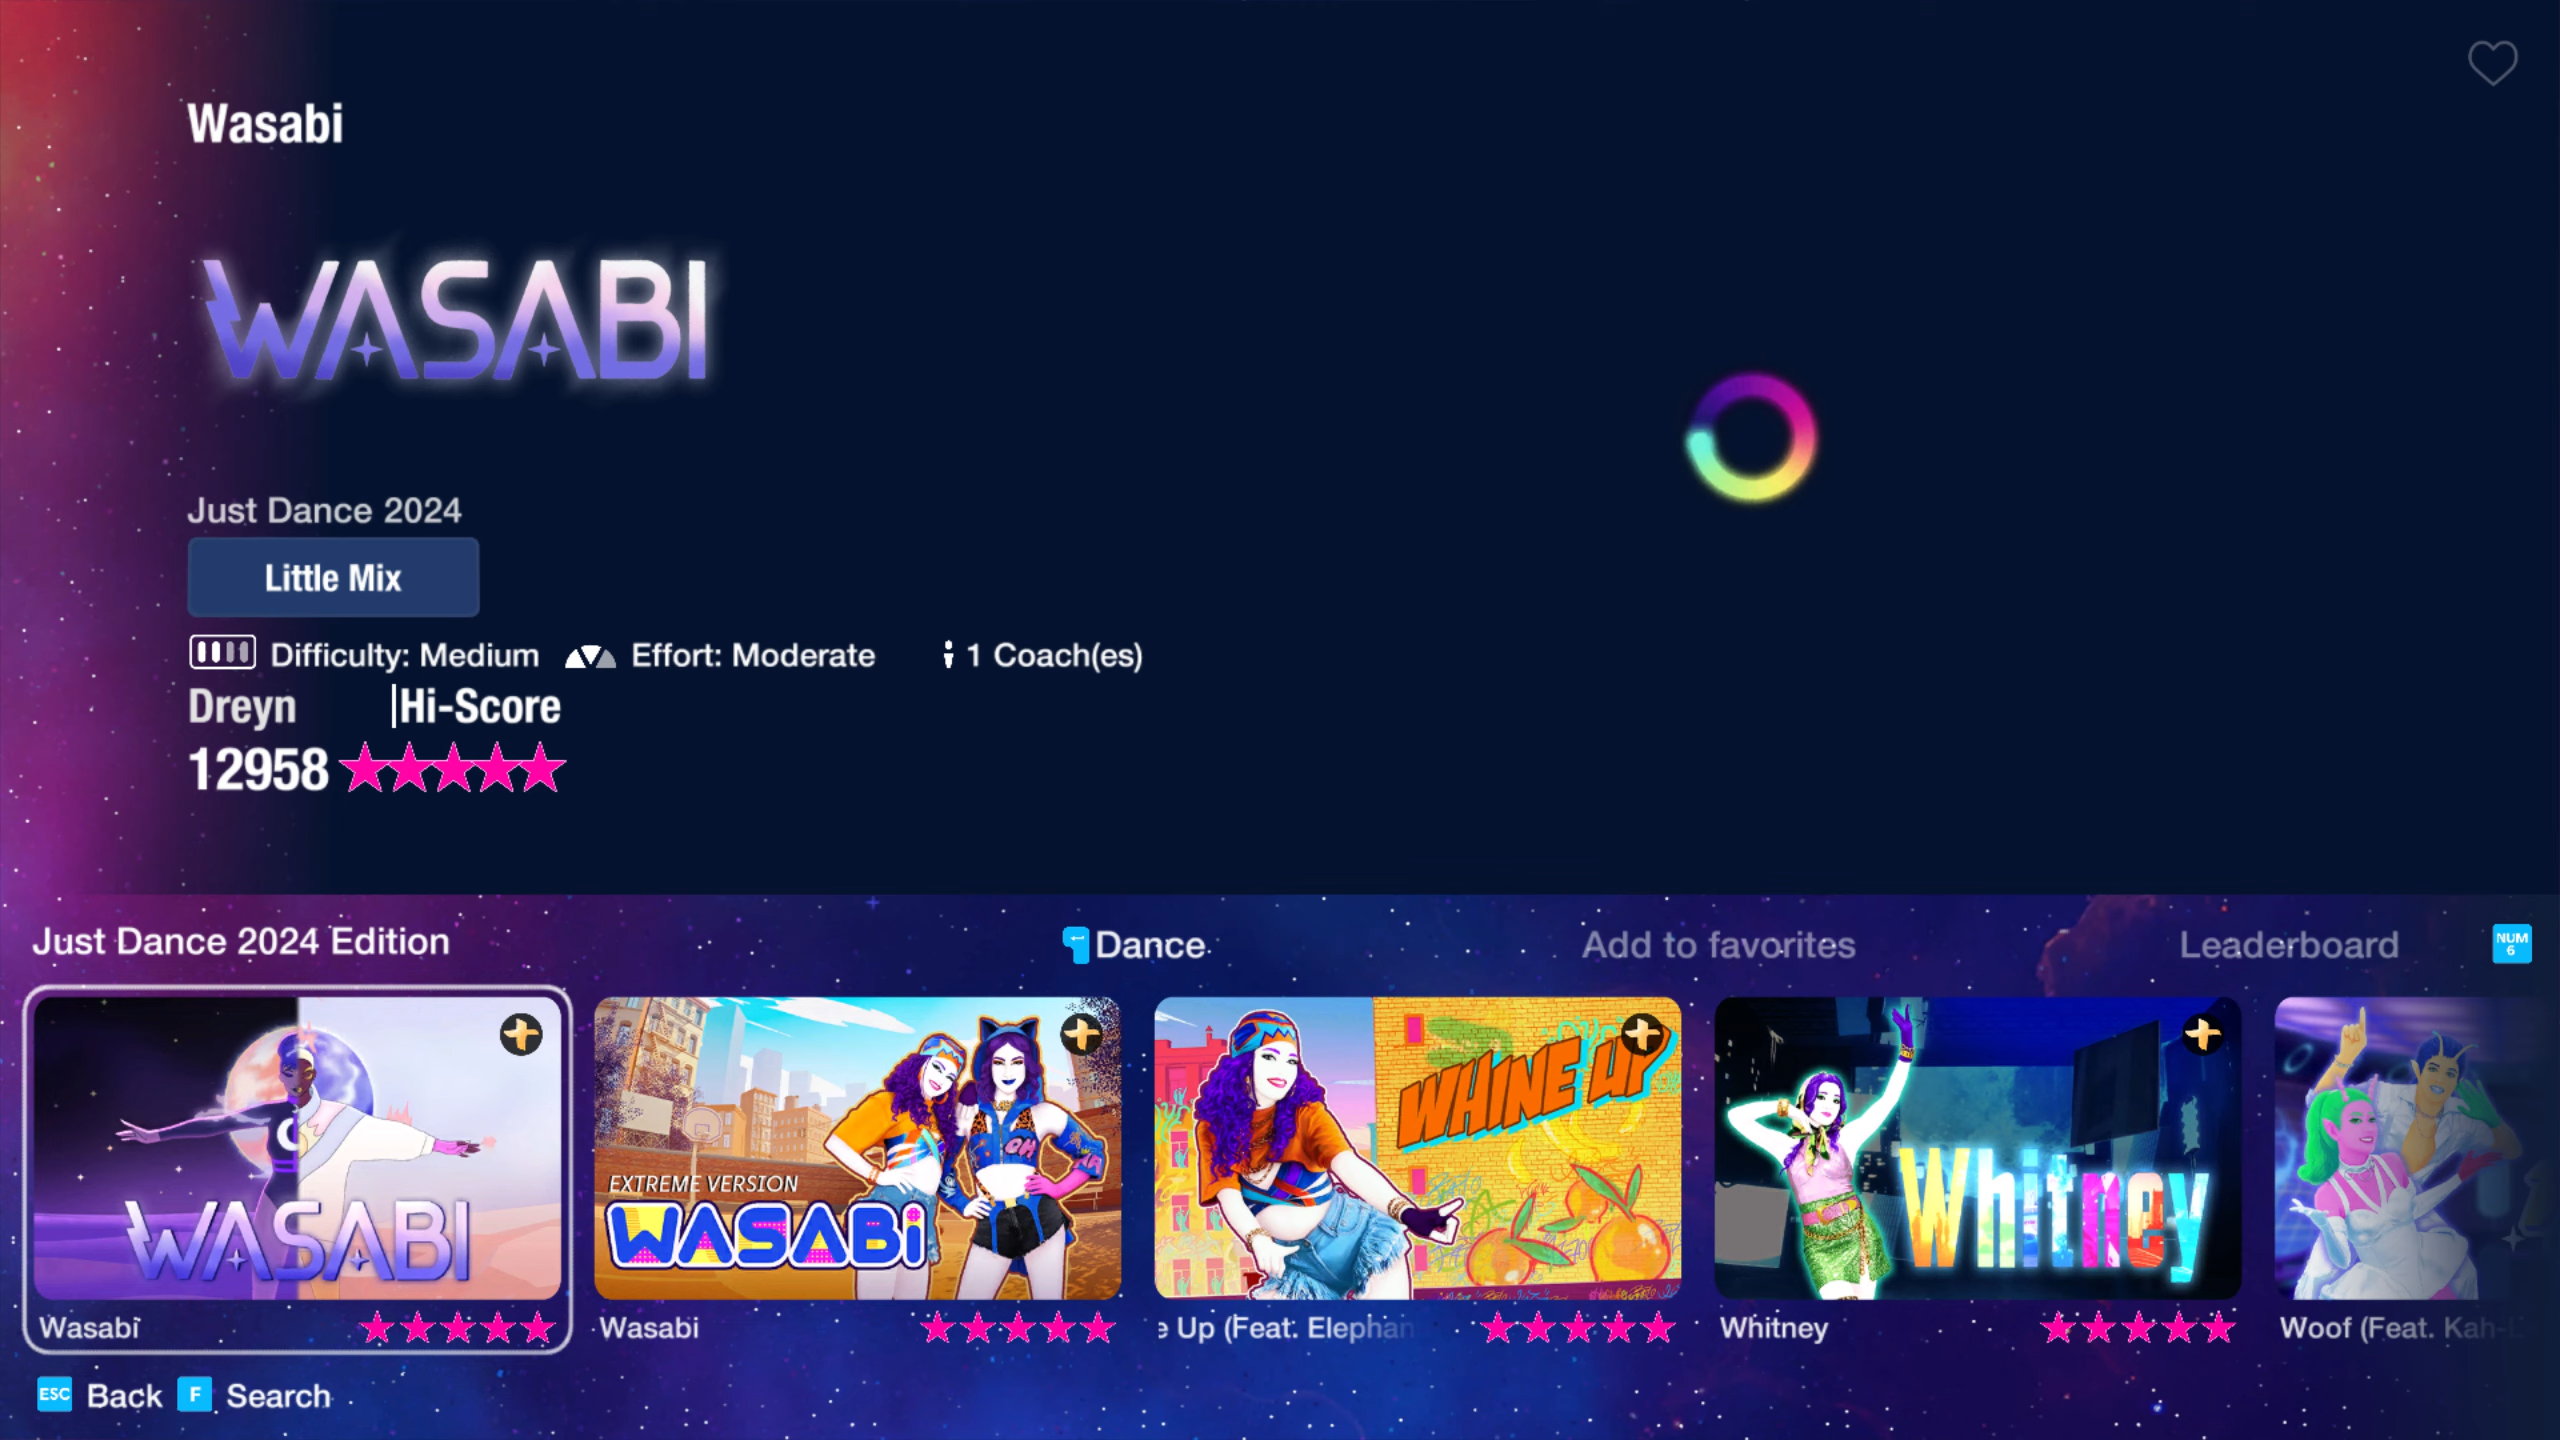 Wasabi
WASABI
Just Dance 2024
Little Mix
Difficulty: Medium Effort: Moderate 1 Coach(es)
Dreyn |Hi-Score
12958
Just Dance 2024 Edition Dance Add to favorites Leaderboard NUM 6
WASABI
EXTREME VERSION
WASABi
OH
WHINE UP
Whitney
Wasabi
Wasabi
e Up (Feat. Elephan
Whitney
Woof (Feat. Kah-L
ESC Back F Search